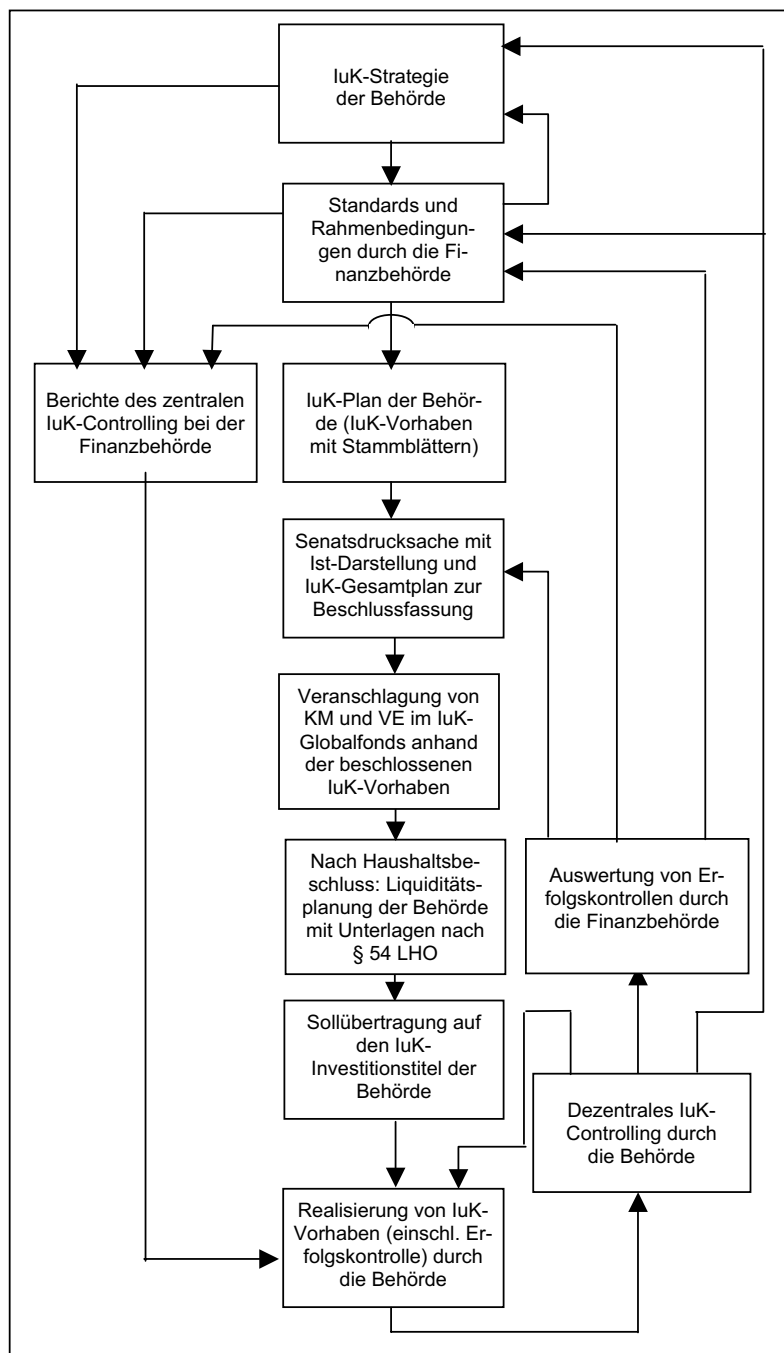 IuK-Strategie
der Behörde
Standards und
Rahmenbedingun-
gen durch die Fi-
nanzbehörde
Berichte des zentralen
IuK-Controlling bei der
Finanzbehörde
IuK-Plan der Behör-
de (IuK-Vorhaben
mit Stammblättern)
Senatsdrucksache mit
Ist-Darstellung und
IuK-Gesamtplan zur
Beschlussfassung
Veranschlagung von
KM und VE im IuK-
Globalfonds anhand
der beschlossenen
IuK-Vorhaben
Nach Haushaltsbe-
schluss: Liquiditäts-
planung der Behörde
mit Unterlagen nach
§ 54 LHO
Auswertung von Er-
folgskontrollen durch
die Finanzbehörde
Sollübertragung auf
den IuK-
Investitionstitel der
Behörde
Dezentrales IuK-
Controlling durch
die Behörde
Realisierung von IuK-
Vorhaben (einschl. Er-
folgskontrolle) durch
die Behörde